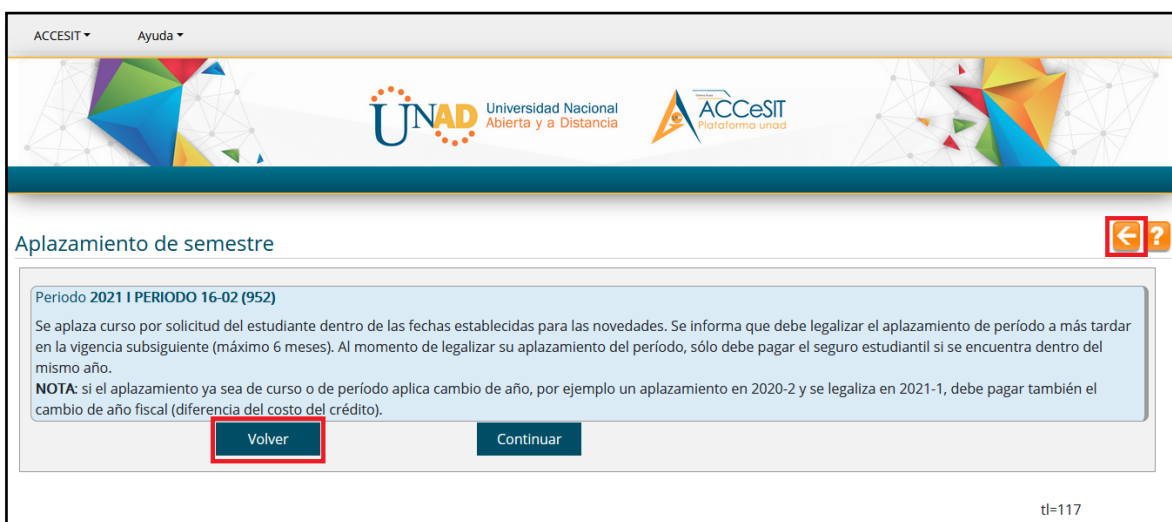 ACCESIT Ayuda
UNAD Universidad Nacional
Abierta y a Distancia
ACCeSIT
Plataforma unad
Aplazamiento de semestre
?
Periodo 2021 I PERIODO 16-02 (952)
Se aplaza curso por solicitud del estudiante dentro de las fechas establecidas para las novedades. Se informa que debe legalizar el aplazamiento de período a más tardar
en la vigencia subsiguiente (máximo 6 meses). Al momento de legalizar su aplazamiento del período, sólo debe pagar el seguro estudiantil si se encuentra dentro del
mismo año.
NOTA: si el aplazamiento ya sea de curso o de período aplica cambio de año, por ejemplo un aplazamiento en 2020-2 y se legaliza en 2021-1, debe pagar también el
cambio de año fiscal (diferencia del costo del crédito).
Volver Continuar
tl=117